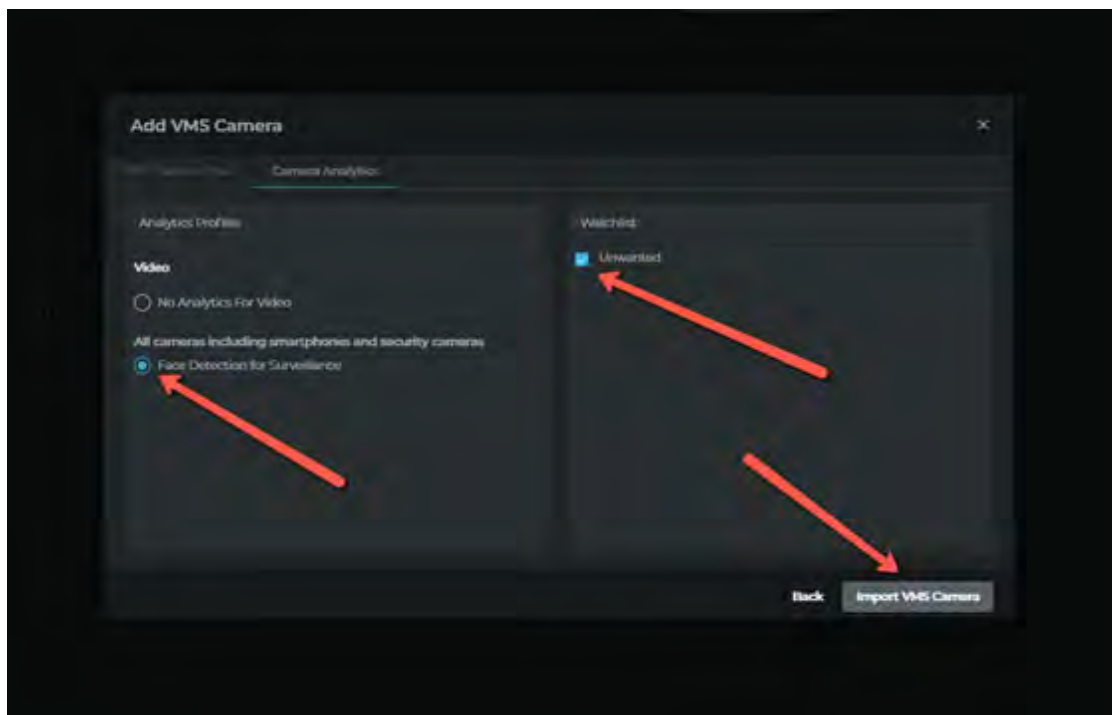 Add VMS Camera
×
Camera Analytics
Analytics Profiles
Video
No Analytics For Video
All cameras including smartphones and security cameras
Face Detection for Surveillance
Watchlist
Unwanted
Back
Import VMS Camera